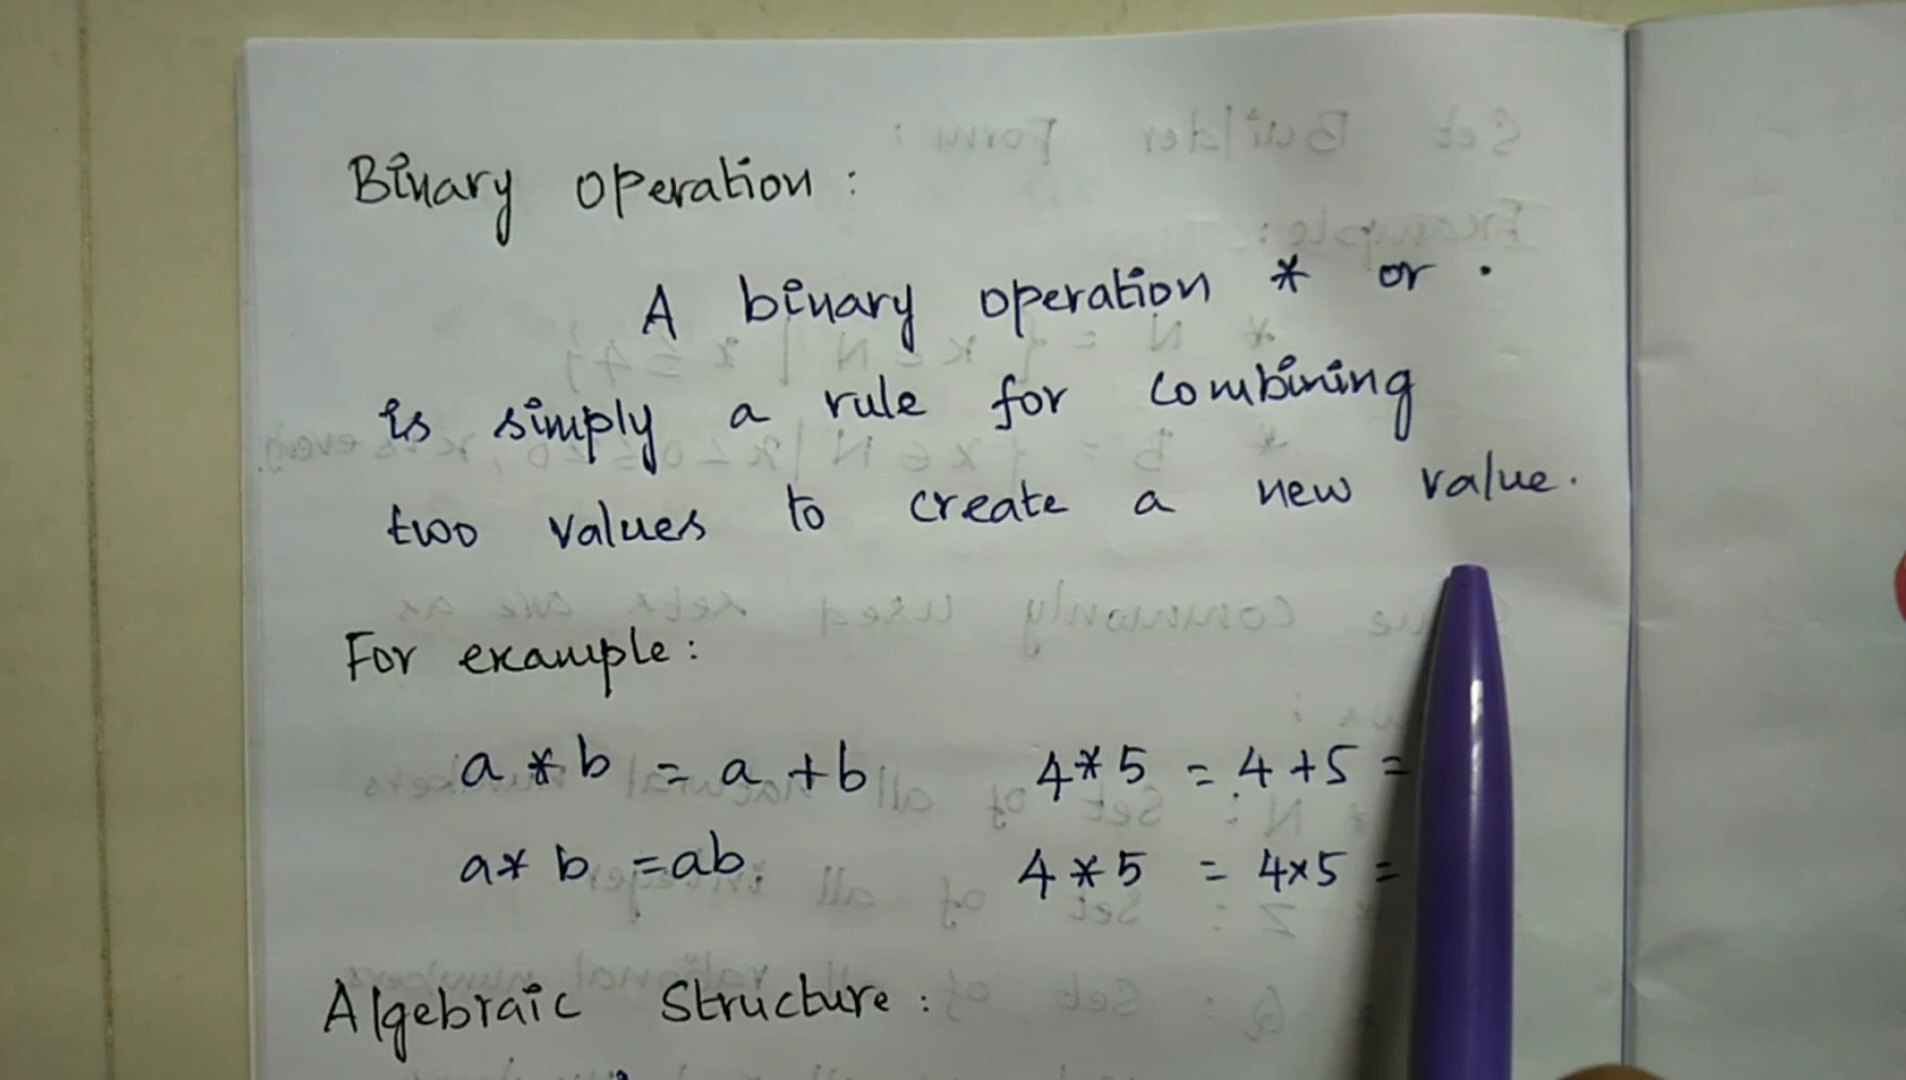 Binary operation :
A binary operation * or .
is simply a rule for combining
two values to create a new value.
For example :
a * b = a + b 4 * 5 = 4 + 5 =
a * b = ab. 4 * 5 = 4 x 5 =
Algebraic Structure :